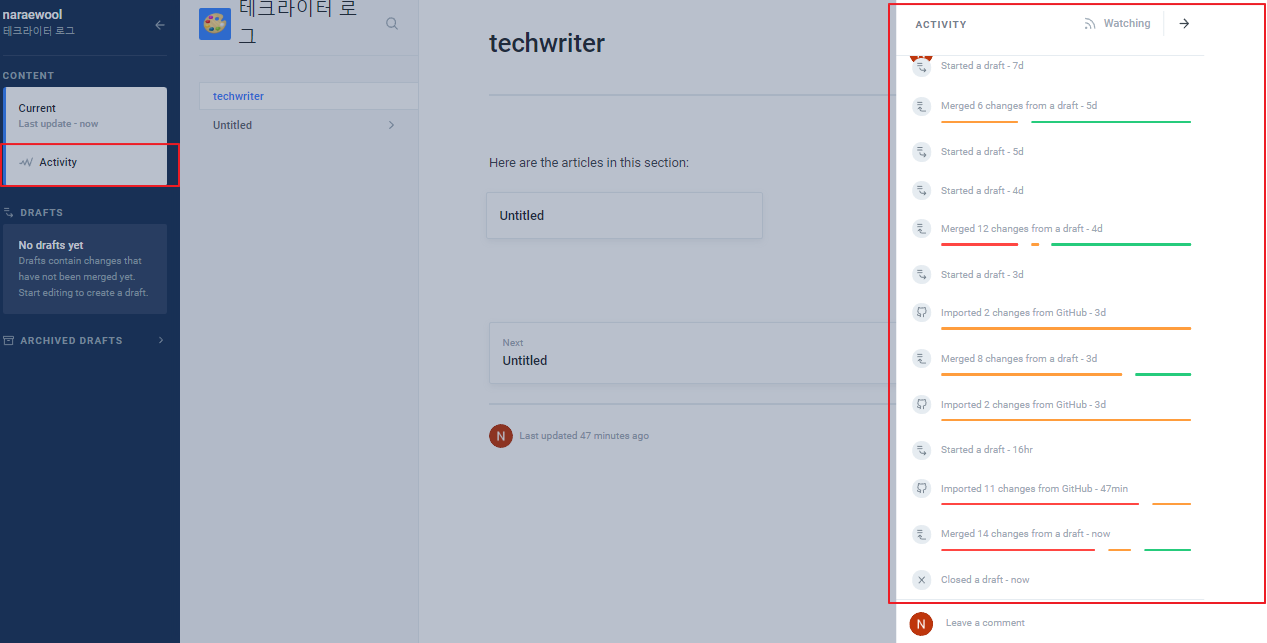 naraewool
테크라이터 로그
CONTENT
Current
Last update - now
Activity
DRAFTS
No drafts yet
Drafts contain changes that
have not been merged yet.
Start editing to create a draft.
ARCHIVED DRAFTS
테크라이터 로
그
techwriter
Untitled
techwriter
Here are the articles in this section:
Untitled
Next
Untitled
N
Last updated 47 minutes ago
ACTIVITY
Watching
Started a draft - 7d
Merged 6 changes from a draft - 5d
Started a draft - 5d
Started a draft - 4d
Merged 12 changes from a draft - 4d
Started a draft - 3d
Imported 2 changes from GitHub - 3d
Merged 8 changes from a draft - 3d
Imported 2 changes from GitHub - 3d
Started a draft - 16hr
Imported 11 changes from GitHub - 47min
Merged 14 changes from a draft - now
Closed a draft - now
N
Leave a comment